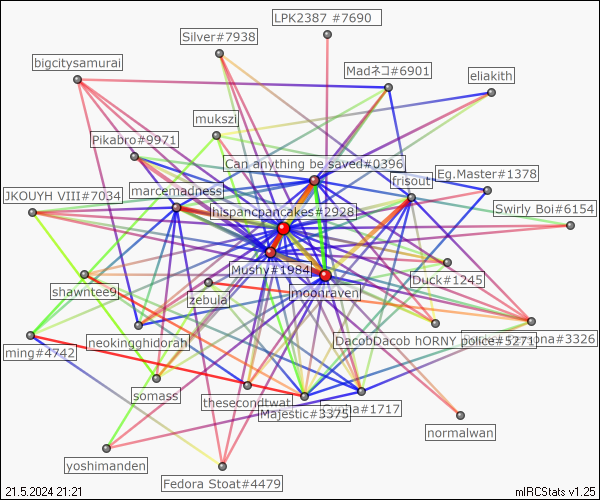 LPK2387 #7690
Silver#7938
bigcitysamurai
Madネコ#6901
eliakith
mukszi
Pikabro#9971
Can anything be saved#0396
Eg.Master#1378
frisout
JKOUYH VIII#7034
marcemadness
hispancpancakes#2928
Swirly Boi#6154
Mushy#1984
Duck#1245
shawntee9
zebula
moonraven
ming#4742
neokingghidorah
DacobDacob hORNY police#5271
#3326
somass
thesecondtwat
Majestic#3375
#1717
normalwan
yoshimanden
Fedora Stoat#4479
21.5.2024 21:21
mIRCStats v1.25